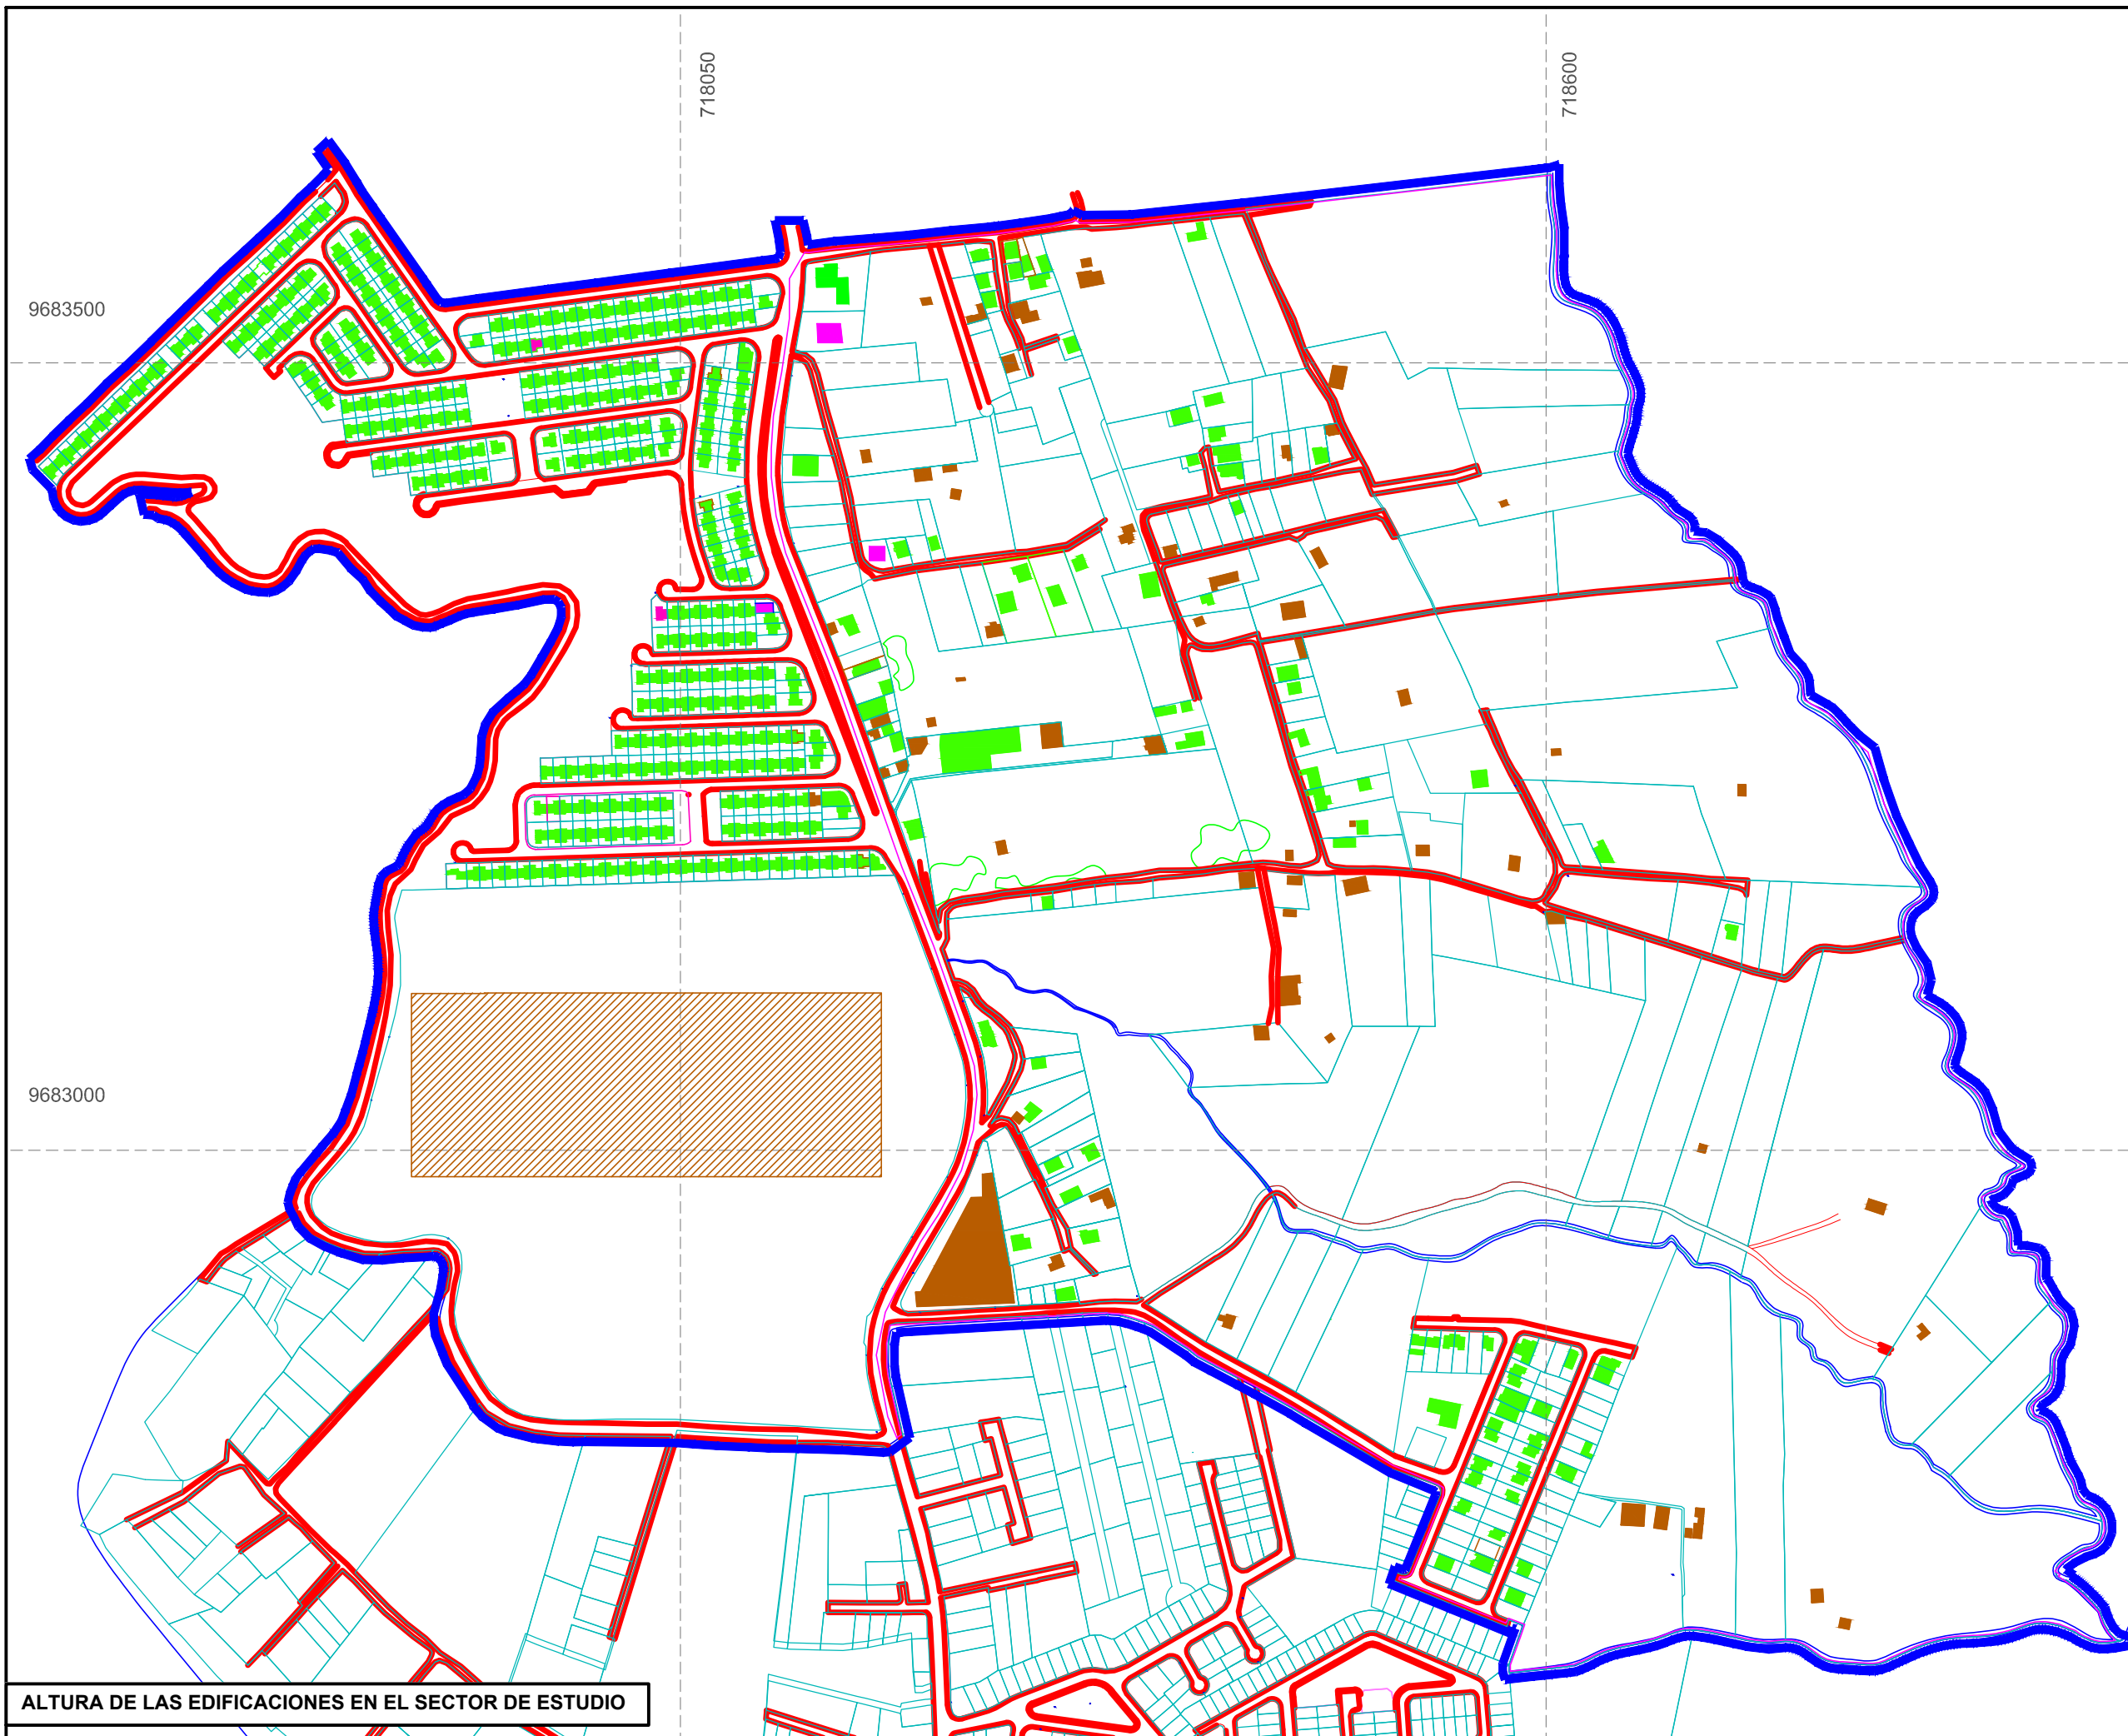 718050
718600
9683500
9683000
ALTURA DE LAS EDIFICACIONES EN EL SECTOR DE ESTUDIO